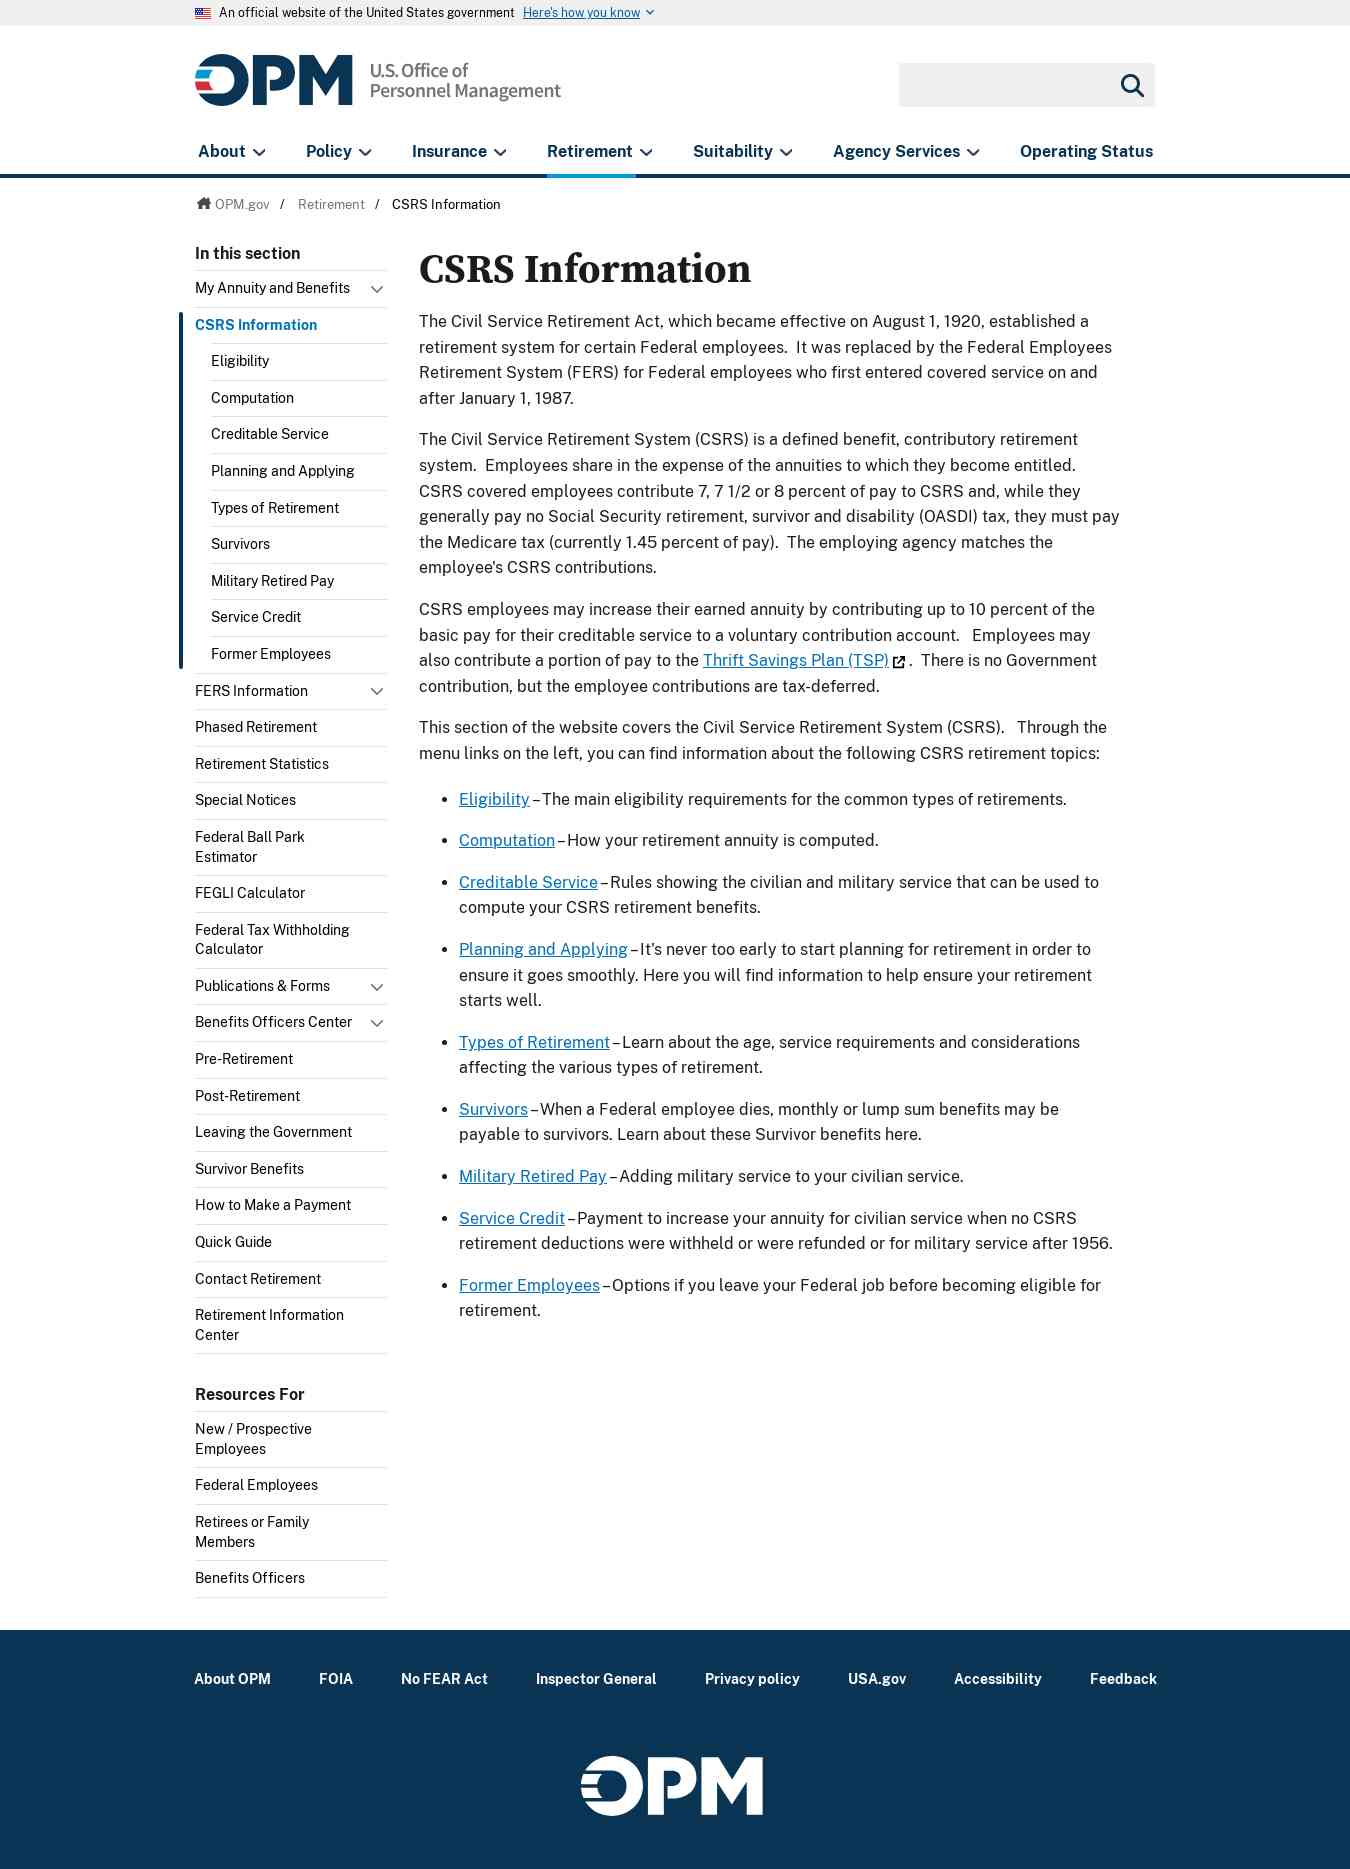 An official website of the United States government Here's how you know
OPM U.S. Office of
Personnel Management
About Policy Insurance Retirement Suitability Agency Services Operating Status
OPM.gov / Retirement / CSRS Information
In this section
My Annuity and Benefits
CSRS Information
Eligibility
Computation
Creditable Service
Planning and Applying
Types of Retirement
Survivors
Military Retired Pay
Service Credit
Former Employees
FERS Information
Phased Retirement
Retirement Statistics
Special Notices
Federal Ball Park
Estimator
FEGLI Calculator
Federal Tax Withholding
Calculator
Publications & Forms
Benefits Officers Center
Pre-Retirement
Post-Retirement
Leaving the Government
Survivor Benefits
How to Make a Payment
Quick Guide
Contact Retirement
Retirement Information
Center
Resources For
New / Prospective
Employees
Federal Employees
Retirees or Family
Members
Benefits Officers
CSRS Information
The Civil Service Retirement Act, which became effective on August 1, 1920, established a
retirement system for certain Federal employees.  It was replaced by the Federal Employees
Retirement System (FERS) for Federal employees who first entered covered service on and
after January 1, 1987.
The Civil Service Retirement System (CSRS) is a defined benefit, contributory retirement
system.  Employees share in the expense of the annuities to which they become entitled.
CSRS covered employees contribute 7, 7 1/2 or 8 percent of pay to CSRS and, while they
generally pay no Social Security retirement, survivor and disability (OASDI) tax, they must pay
the Medicare tax (currently 1.45 percent of pay).  The employing agency matches the
employee's CSRS contributions.
CSRS employees may increase their earned annuity by contributing up to 10 percent of the
basic pay for their creditable service to a voluntary contribution account.   Employees may
also contribute a portion of pay to the Thrift Savings Plan (TSP) .  There is no Government
contribution, but the employee contributions are tax-deferred.
This section of the website covers the Civil Service Retirement System (CSRS).   Through the
menu links on the left, you can find information about the following CSRS retirement topics:
• Eligibility – The main eligibility requirements for the common types of retirements.
• Computation – How your retirement annuity is computed.
• Creditable Service – Rules showing the civilian and military service that can be used to
compute your CSRS retirement benefits.
• Planning and Applying – It's never too early to start planning for retirement in order to
ensure it goes smoothly. Here you will find information to help ensure your retirement
starts well.
• Types of Retirement – Learn about the age, service requirements and considerations
affecting the various types of retirement.
• Survivors – When a Federal employee dies, monthly or lump sum benefits may be
payable to survivors. Learn about these Survivor benefits here.
• Military Retired Pay – Adding military service to your civilian service.
• Service Credit – Payment to increase your annuity for civilian service when no CSRS
retirement deductions were withheld or were refunded or for military service after 1956.
• Former Employees – Options if you leave your Federal job before becoming eligible for
retirement.
About OPM FOIA No FEAR Act Inspector General Privacy policy USA.gov Accessibility Feedback
OPM